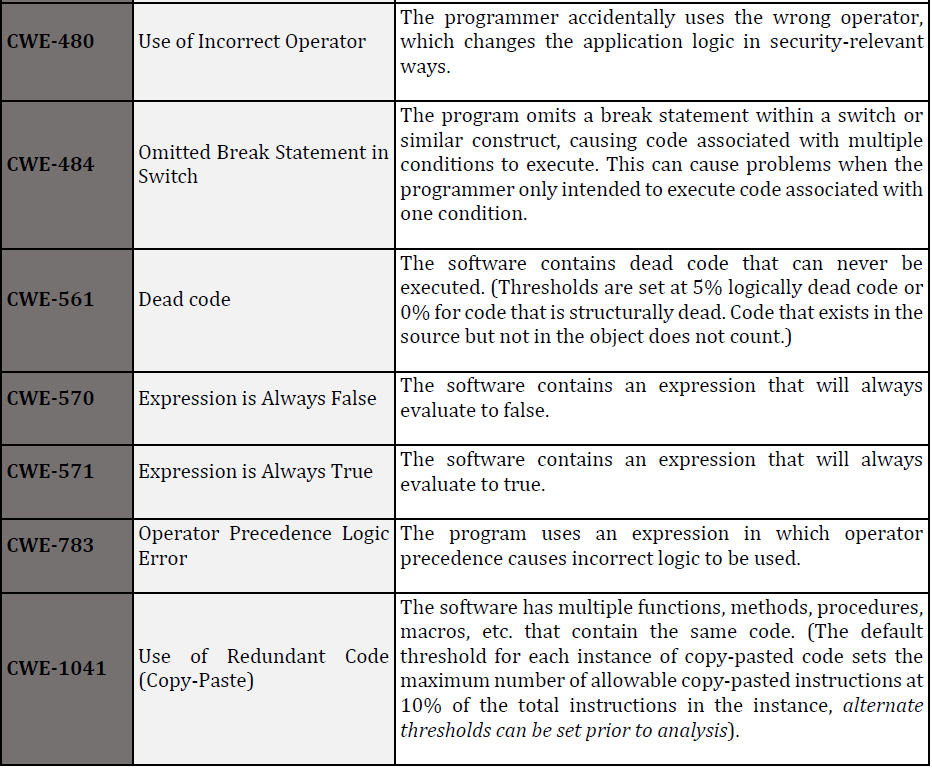 CWE-480
Use of Incorrect Operator
The programmer accidentally uses the wrong operator,
which changes the application logic in security-relevant
ways.
CWE-484
Omitted Break Statement in
Switch
The program omits a break statement within a switch or
similar construct, causing code associated with multiple
conditions to execute. This can cause problems when the
programmer only intended to execute code associated with
one condition.
CWE-561
Dead code
The software contains dead code that can never be
executed. (Thresholds are set at 5% logically dead code or
0% for code that is structurally dead. Code that exists in the
source but not in the object does not count.)
CWE-570
Expression is Always False
The software contains an expression that will always
evaluate to false.
CWE-571
Expression is Always True
The software contains an expression that will always
evaluate to true.
CWE-783
Operator Precedence Logic
Error
The program uses an expression in which operator
precedence causes incorrect logic to be used.
CWE-1041
Use of Redundant Code
(Copy-Paste)
The software has multiple functions, methods, procedures,
macros, etc. that contain the same code. (The default
threshold for each instance of copy-pasted code sets the
maximum number of allowable copy-pasted instructions at
10% of the total instructions in the instance, alternate
thresholds can be set prior to analysis).